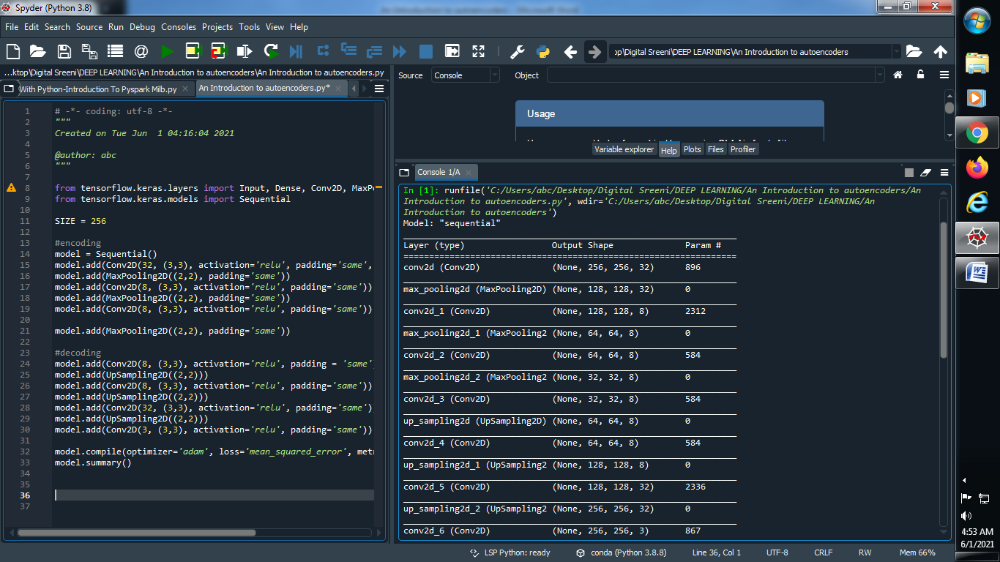 An Introduction to autoencoders - Microsoft Word
Spyder (Python 3.8)
File Edit Search Source Run Debug Consoles Projects Tools View Help
op\Digital Sreeni\DEEP LEARNING\An Introduction to autoencoders
...ktop\Digital Sreeni\DEEP LEARNING\An Introduction to autoencoders\An Introduction to autoencoders.py
With Python-Introduction To Pyspark Mlib.py
An Introduction to autoencoders.py*
1 # -*- coding: utf-8 -*-
2 """
3 Created on Tue Jun  1 04:16:04 2021
4
5 @author: abc
6 """
7
8 from tensorflow.keras.layers import Input, Dense, Conv2D, MaxPo
9 from tensorflow.keras.models import Sequential
10
11 SIZE = 256
12
13 #encoding
14 model = Sequential()
15 model.add(Conv2D(32, (3,3), activation='relu', padding='same',
16 model.add(MaxPooling2D((2,2), padding='same'))
17 model.add(Conv2D(8, (3,3), activation='relu', padding='same'))
18 model.add(MaxPooling2D((2,2), padding='same'))
19 model.add(Conv2D(8, (3,3), activation='relu', padding='same'))
20
21 model.add(MaxPooling2D((2,2), padding='same'))
22
23 #decoding
24 model.add(Conv2D(8, (3,3), activation='relu', padding = 'same'
25 model.add(UpSampling2D((2,2)))
26 model.add(Conv2D(8, (3,3), activation='relu', padding='same'))
27 model.add(UpSampling2D((2,2)))
28 model.add(Conv2D(32, (3,3), activation='relu', padding='same')
29 model.add(UpSampling2D((2,2)))
30 model.add(Conv2D(3, (3,3), activation='relu', padding='same'))
31
32 model.compile(optimizer='adam', loss='mean_squared_error', metr
33 model.summary()
34
35
36
37
Source Console Object
Usage
Variable explorer Help Plots Files Profiler
Console 1/A
In [1]: runfile('C:/Users/abc/Desktop/Digital Sreeni/DEEP LEARNING/An Introduction to autoencoders/An
Introduction to autoencoders.py', wdir='C:/Users/abc/Desktop/Digital Sreeni/DEEP LEARNING/An
Introduction to autoencoders')
Model: "sequential"
Layer (type) Output Shape Param #
=================================================================
conv2d (Conv2D) (None, 256, 256, 32) 896
max_pooling2d (MaxPooling2D) (None, 128, 128, 32) 0
conv2d_1 (Conv2D) (None, 128, 128, 8) 2312
max_pooling2d_1 (MaxPooling2 (None, 64, 64, 8) 0
conv2d_2 (Conv2D) (None, 64, 64, 8) 584
max_pooling2d_2 (MaxPooling2 (None, 32, 32, 8) 0
conv2d_3 (Conv2D) (None, 32, 32, 8) 584
up_sampling2d (UpSampling2D) (None, 64, 64, 8) 0
conv2d_4 (Conv2D) (None, 64, 64, 8) 584
up_sampling2d_1 (UpSampling2 (None, 128, 128, 8) 0
conv2d_5 (Conv2D) (None, 128, 128, 32) 2336
up_sampling2d_2 (UpSampling2 (None, 256, 256, 32) 0
conv2d_6 (Conv2D) (None, 256, 256, 3) 867
LSP Python: ready conda (Python 3.8.8) Line 36, Col 1 UTF-8 CRLF RW Mem 66%
4:53 AM
6/1/2021